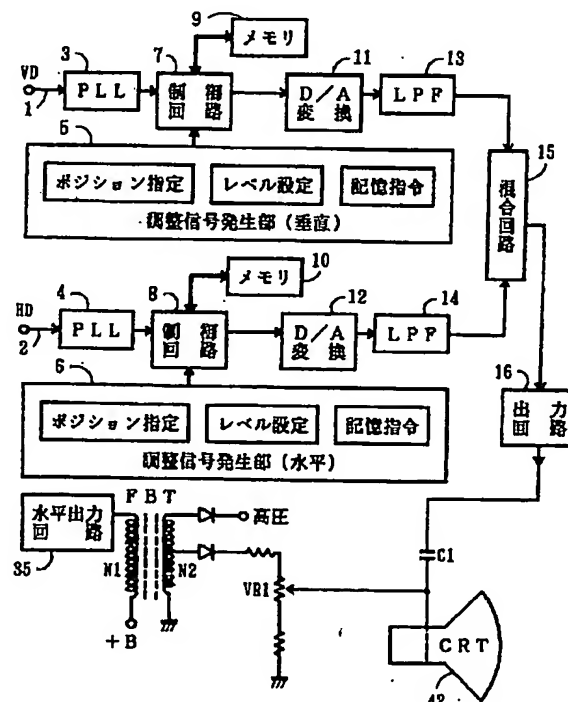 9
メモリ
3
7
11
13
VD
PLL
制御
回路
D/A
変換
LPF
1
5
15
ポジション指定
レベル設定
記憶指令
調整信号発生部(垂直)
混合回路
メモリ
10
4
8
12
14
HD
PLL
制御
回路
D/A
変換
LPF
2
6
16
ポジション指定
レベル設定
記憶指令
調整信号発生部(水平)
出力
回路
FBT
水平出力
回路
高圧
35
N1
N2
VR1
C1
+B
CRT
42